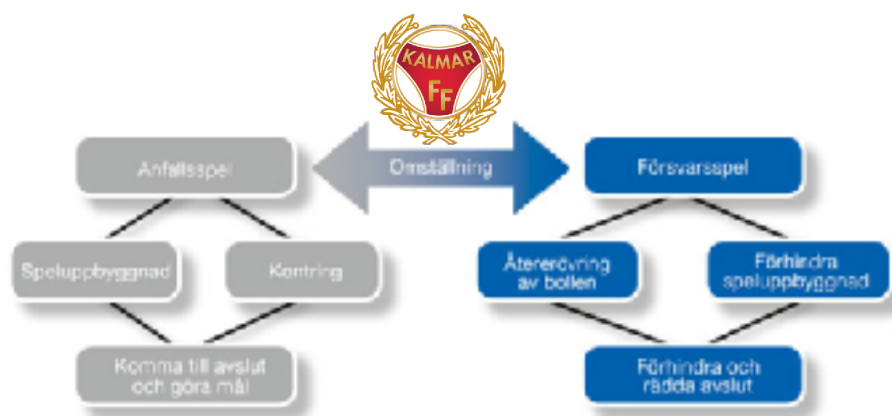 KALMAR
FF
Anfallsspel
Omställning
Försvarsspel
Speluppbyggnad
Kontring
Återerövring
av bollen
Förhindra
speluppbyggnad
Komma till avslut
och göra mål
Förhindra och
rädda avslut